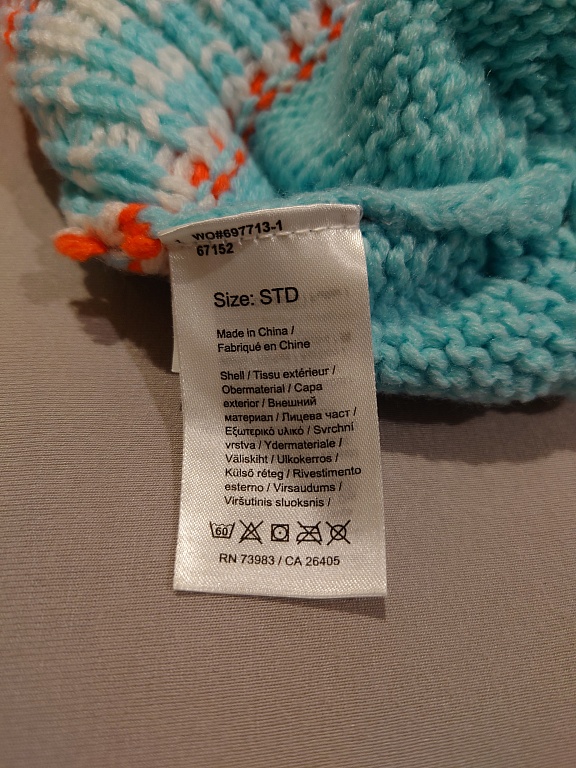 WO#697713-1
67152
Size: STD
Made in China /
Fabriqué en Chine
Shell / Tissu extérieur /
Obermaterial / Capa
exterior / Внешний
материал / Лицева част /
Εξωτερικό υλικό / Svrchní
vrstva / Ydermateriale /
Väliskiht / Ulkokerros /
Külső réteg / Rivestimento
esterno / Virsaudums /
Viršutinis sluoksnis /
60
RN 73983 / CA 26405